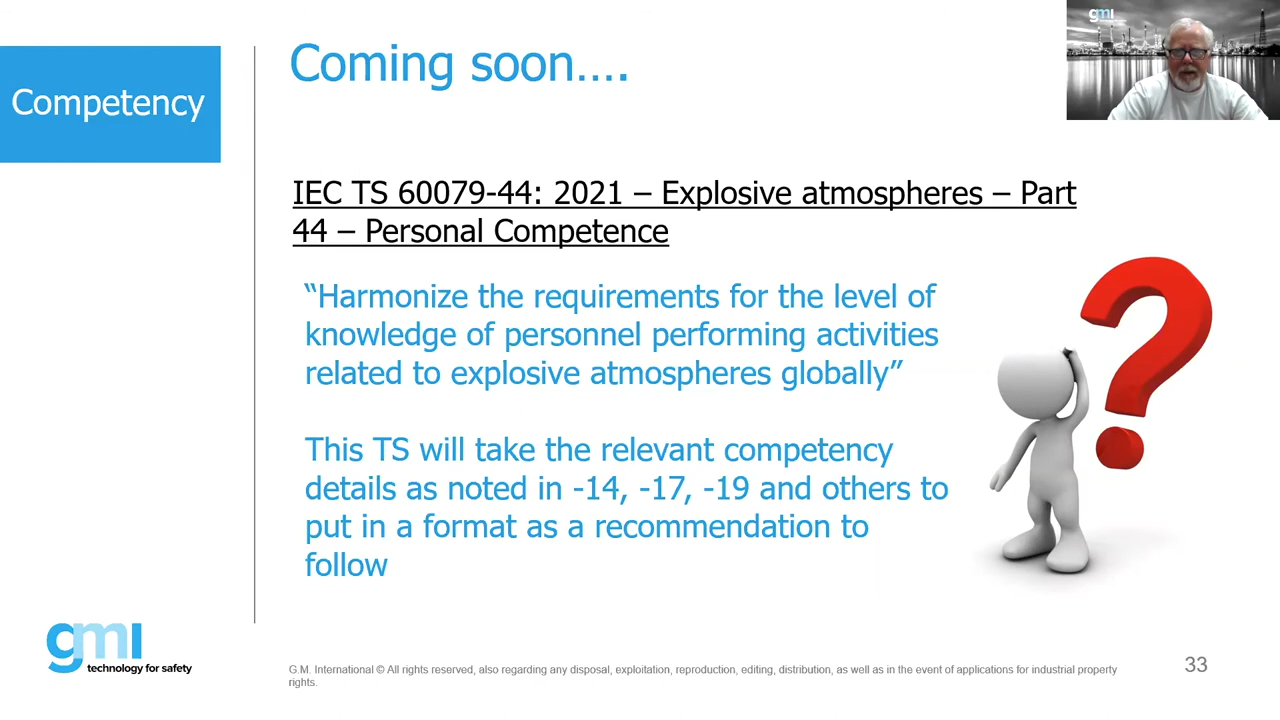 Competency
Coming soon....
gmi
IEC TS 60079-44: 2021 – Explosive atmospheres – Part
44 – Personal Competence
“Harmonize the requirements for the level of
knowledge of personnel performing activities
related to explosive atmospheres globally”
This TS will take the relevant competency
details as noted in -14, -17, -19 and others to
put in a format as a recommendation to
follow
gmi
technology for safety
G.M. International © All rights reserved, also regarding any disposal, exploitation, reproduction, editing, distribution, as well as in the event of applications for industrial property
rights.
33